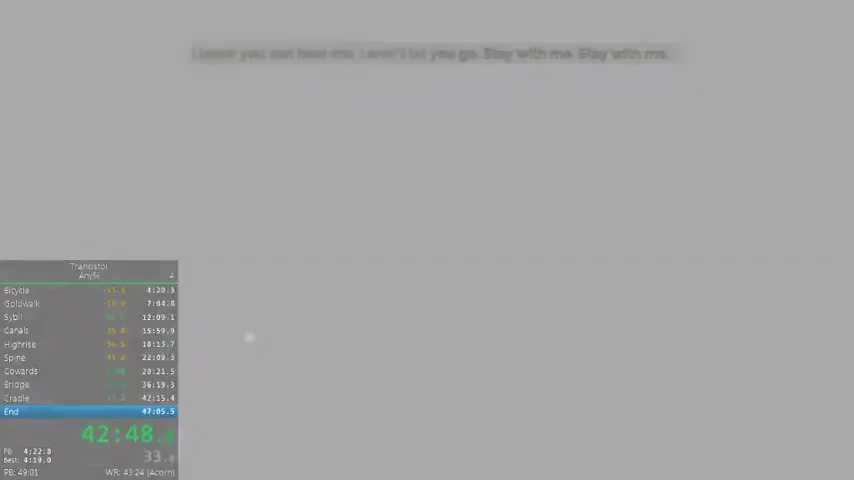 I know you can hear me. I won't let you go. Stay with me. Stay with me.
Transistor
Any% 4
Bicycle 4:20.3
Goldwalk 7:04.8
Sybil 12:09.1
Canals 15:59.9
Highrise 18:13.7
Spine 22:09.3
Cowards 28:21.5
Bridge 36:19.3
Cradle 42:15.4
End 47:05.5
42:48
PB: 4:22.8
Best: 4:19.0
33.
PB: 49:01 WR: 43:24 (Acorn)